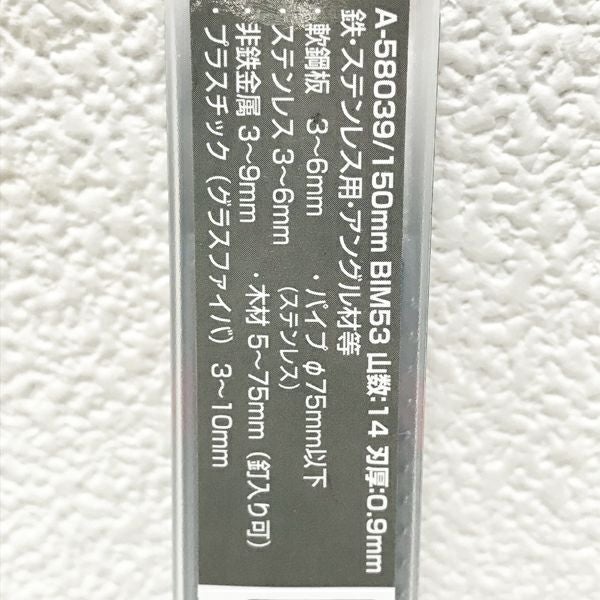 A-58039/150mm BIM53 山数:14 刃厚:0.9mm
鉄・ステンレス用・アングル材等
・軟鋼板 3〜6mm ・パイプ φ75mm以下
・ステンレス 3〜6mm (ステンレス)
・非鉄金属 3〜9mm ・木材 5〜75mm (釘入り可)
・プラスチック (グラスファイバ) 3〜10mm